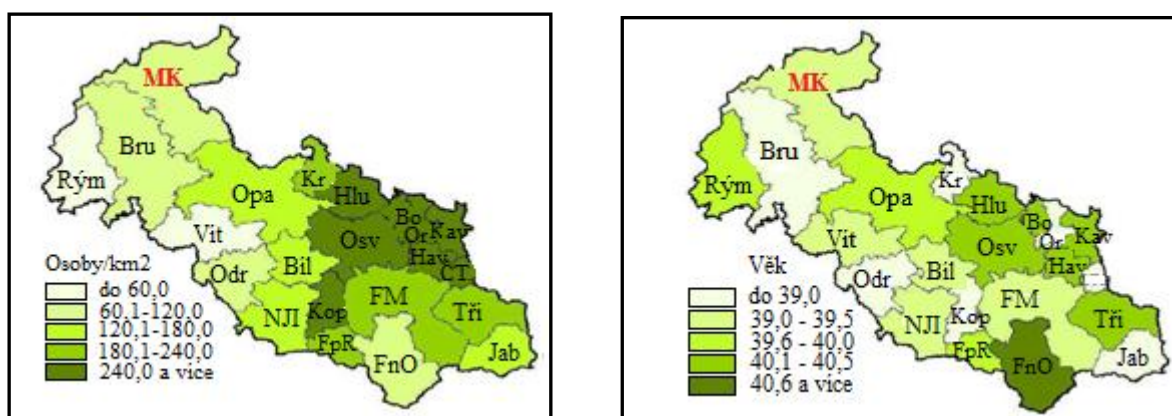 MK
Bru
Rým
Opa
Kr
Hlu
Vít
Osv
Bo
Or
Kav
Hav
ČT
Odr
Bíl
NJI
Kop
FM
Tři
FpR
FnO
Jab
Osoby/km2
do 60,0
60,1-120,0
120,1-180,0
180,1-240,0
240,0 a více
MK
Bru
Rým
Opa
Kr
Hlu
Vít
Osv
Bo
Or
Kav
Hav
Odr
Bíl
NJI
Kop
FM
Tři
FpR
FnO
Jab
Věk
do 39,0
39,0 - 39,5
39,6 - 40,0
40,1 - 40,5
40,6 a více